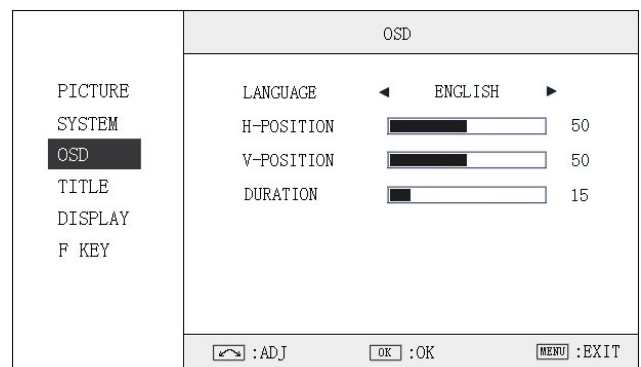 OSD
PICTURE
SYSTEM
OSD
TITLE
DISPLAY
F KEY
LANGUAGE ◄ ENGLISH ►
H-POSITION 50
V-POSITION 50
DURATION 15
:ADJ OK :OK MENU :EXIT